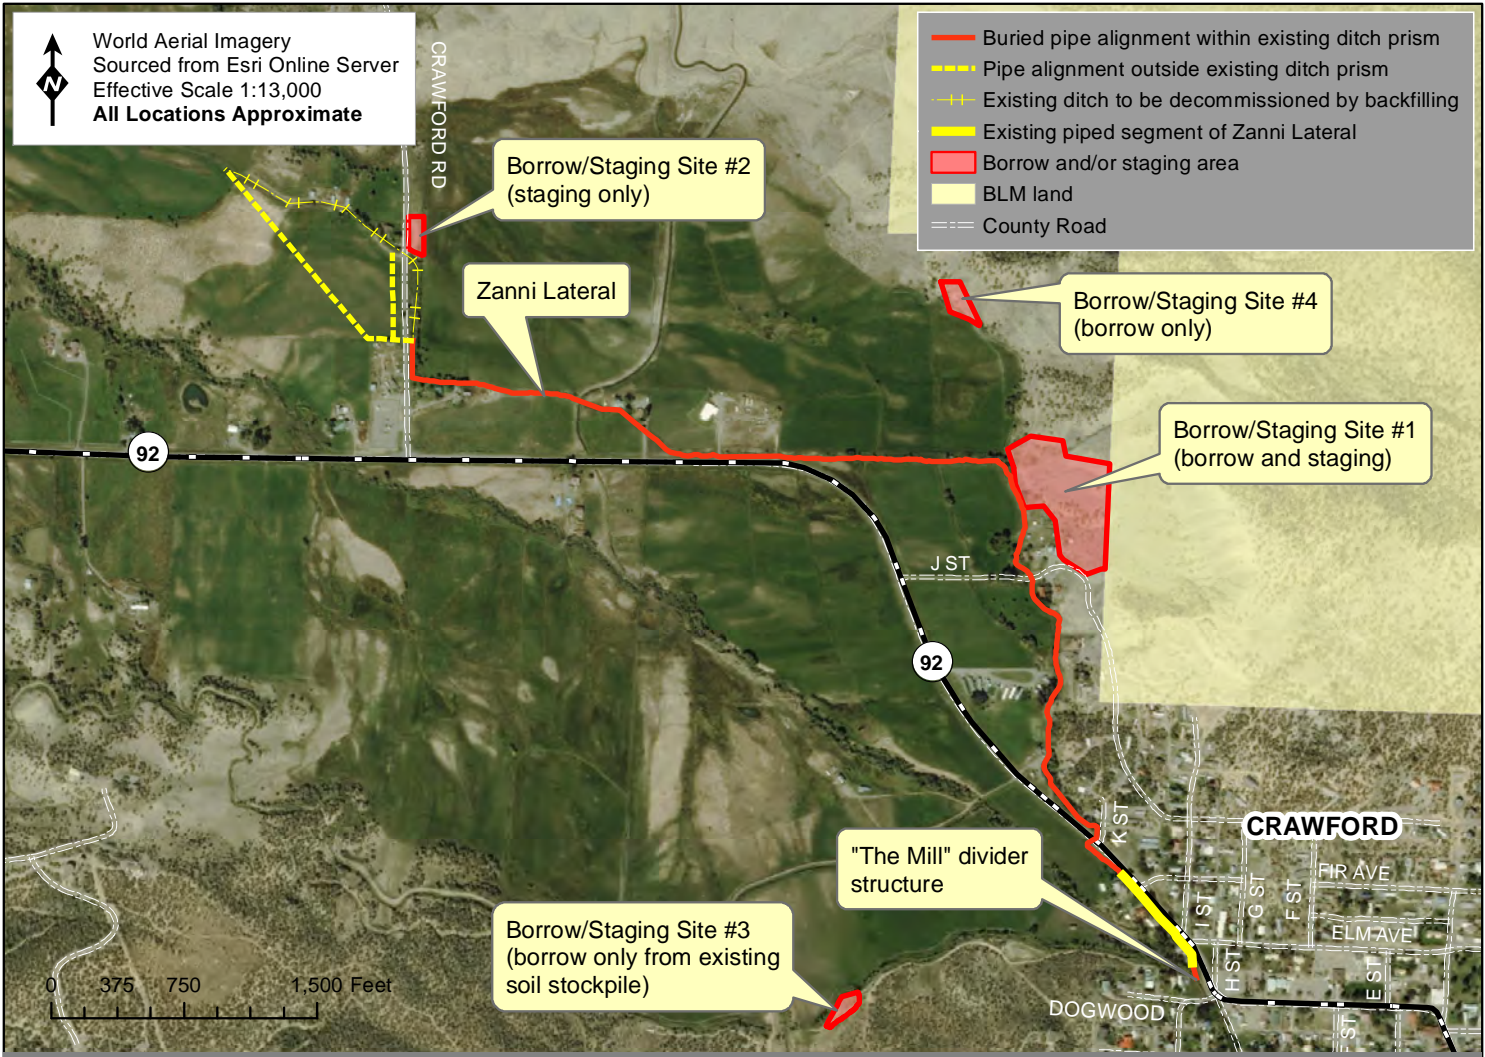 World Aerial Imagery
Sourced from Esri Online Server
Effective Scale 1:13,000
All Locations Approximate
N
CRAWFORD RD
Buried pipe alignment within existing ditch prism
Pipe alignment outside existing ditch prism
Existing ditch to be decommissioned by backfilling
Existing piped segment of Zanni Lateral
Borrow and/or staging area
BLM land
County Road
Borrow/Staging Site #2
(staging only)
Zanni Lateral
Borrow/Staging Site #4
(borrow only)
Borrow/Staging Site #1
(borrow and staging)
92
J ST
92
K ST
CRAWFORD
"The Mill" divider
structure
FIR AVE
I ST
G ST
F ST
ELM AVE
Borrow/Staging Site #3
(borrow only from existing
soil stockpile)
H ST
E ST
0 375 750 1,500 Feet
DOGWOOD
F ST